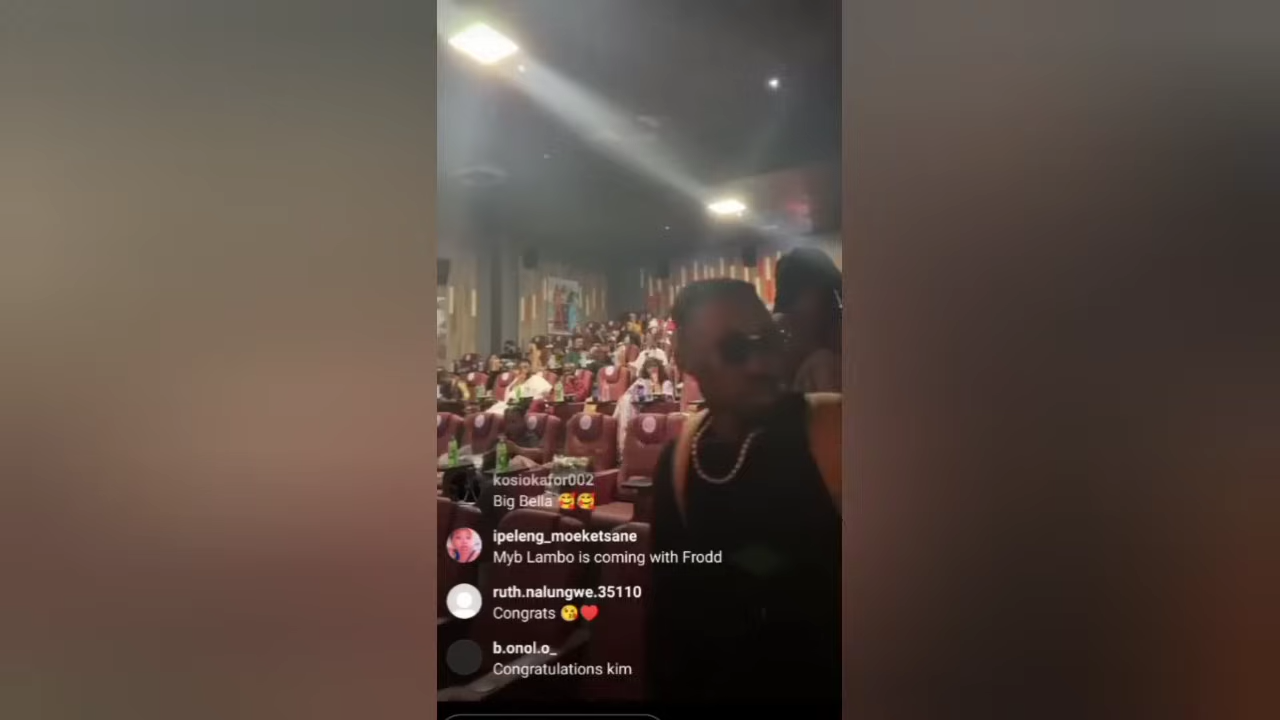 kosiokafor002
Big Bella 🥰🥰
ipeleng_moeketsane
Myb Lambo is coming with Frodd
ruth.nalungwe.35110
Congrats 😘❤️
b.onol.o_
Congratulations kim